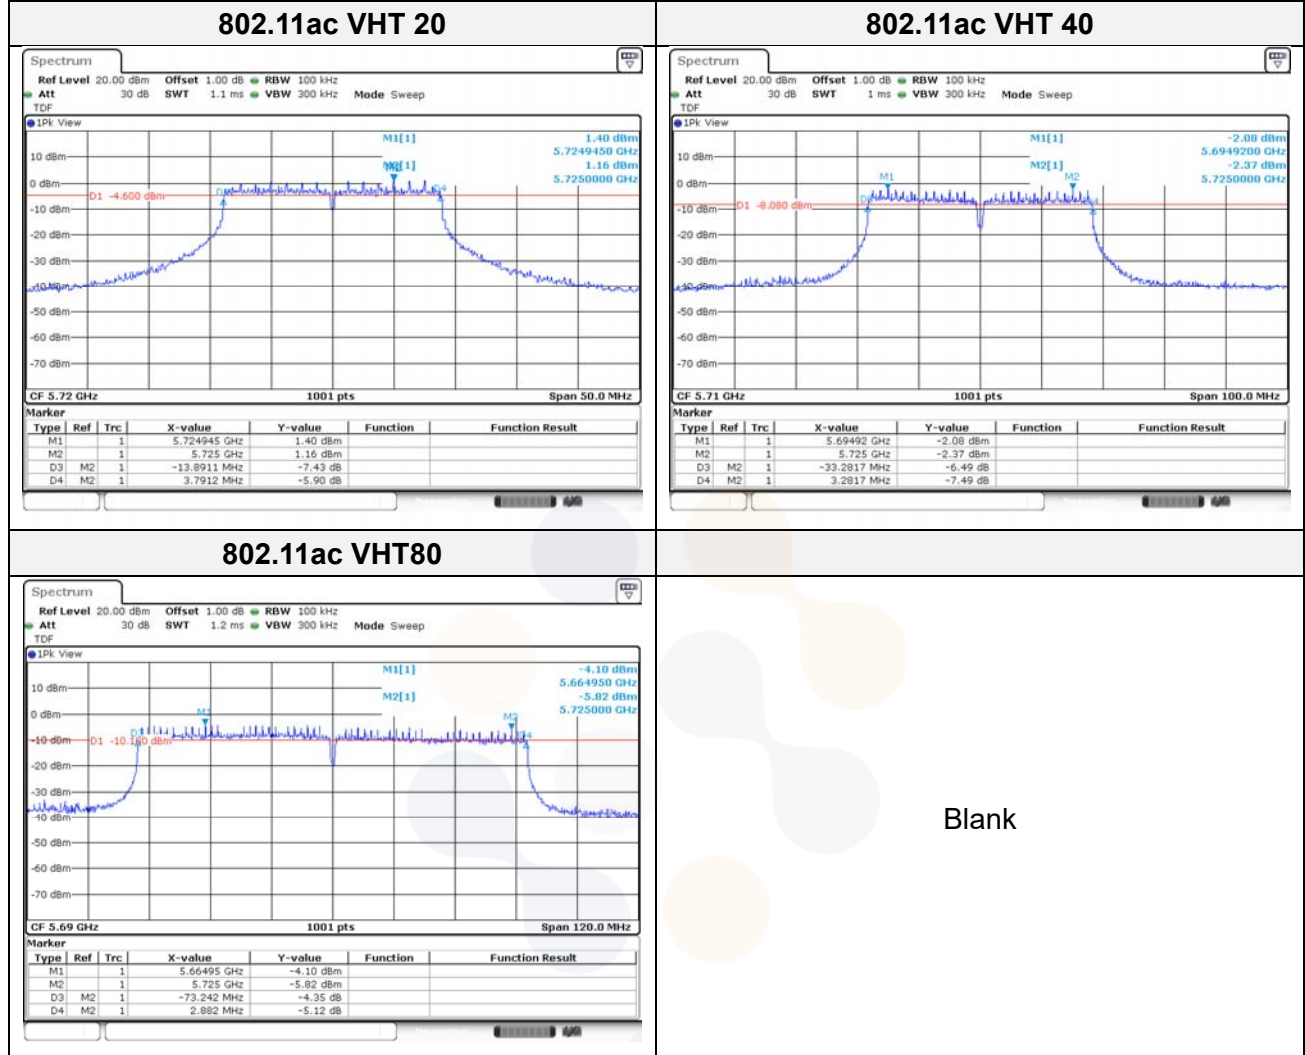 802.11ac VHT 20
802.11ac VHT 40
Spectrum
Ref Level 20.00 dBm Offset 1.00 dB RBW 100 kHz
Att 30 dB SWT 1.1 ms VBW 300 kHz Mode Sweep
TDF
1Pk View
M1[1] 1.40 dBm
5.7249450 GHz
M2[1] 1.16 dBm
5.7250000 GHz
10 dBm
0 dBm
D1 -4.600 dBm
D4
-10 dBm
-20 dBm
-30 dBm
-40 dBm
-50 dBm
-60 dBm
-70 dBm
CF 5.72 GHz 1001 pts Span 50.0 MHz
Marker
Type Ref Trc X-value Y-value Function Function Result
M1 1 5.724945 GHz 1.40 dBm
M2 1 5.725 GHz 1.16 dBm
D3 M2 1 -13.8911 MHz -7.43 dB
D4 M2 1 3.7912 MHz -5.90 dB
Spectrum
Ref Level 20.00 dBm Offset 1.00 dB RBW 100 kHz
Att 30 dB SWT 1 ms VBW 300 kHz Mode Sweep
TDF
1Pk View
M1[1] -2.08 dBm
5.6949200 GHz
M2[1] -2.37 dBm
5.7250000 GHz
10 dBm
0 dBm
M1 M2
D1 -8.080 dBm
-10 dBm
-20 dBm
-30 dBm
-40 dBm
-50 dBm
-60 dBm
-70 dBm
CF 5.71 GHz 1001 pts Span 100.0 MHz
Marker
Type Ref Trc X-value Y-value Function Function Result
M1 1 5.69492 GHz -2.08 dBm
M2 1 5.725 GHz -2.37 dBm
D3 M2 1 -33.2817 MHz -6.49 dB
D4 M2 1 3.2817 MHz -7.49 dB
802.11ac VHT80
Spectrum
Ref Level 20.00 dBm Offset 1.00 dB RBW 100 kHz
Att 30 dB SWT 1.2 ms VBW 300 kHz Mode Sweep
TDF
1Pk View
M1[1] -4.10 dBm
5.664950 GHz
M2[1] -5.82 dBm
5.725000 GHz
10 dBm
0 dBm
M1 M2
-10 dBm
D1 -10.100 dBm
-20 dBm
-30 dBm
-40 dBm
-50 dBm
-60 dBm
-70 dBm
CF 5.69 GHz 1001 pts Span 120.0 MHz
Marker
Type Ref Trc X-value Y-value Function Function Result
M1 1 5.66495 GHz -4.10 dBm
M2 1 5.725 GHz -5.82 dBm
D3 M2 1 -73.242 MHz -4.35 dB
D4 M2 1 2.882 MHz -5.12 dB
Blank